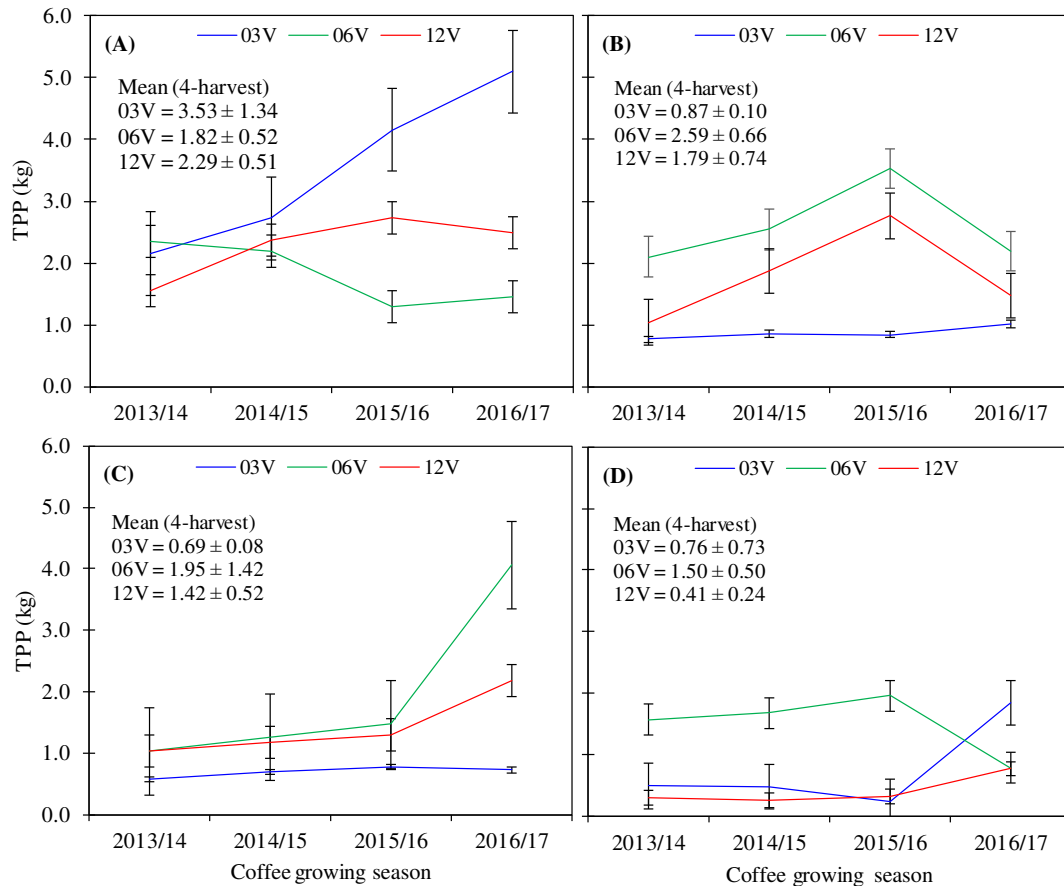 (A) 03V 06V 12V
Mean (4-harvest)
03V = 3.53 ± 1.34
06V = 1.82 ± 0.52
12V = 2.29 ± 0.51
6.0
5.0
4.0
3.0
2.0
1.0
0.0
TPP (kg)
2013/14 2014/15 2015/16 2016/17
(B) 03V 06V 12V
Mean (4-harvest)
03V = 0.87 ± 0.10
06V = 2.59 ± 0.66
12V = 1.79 ± 0.74
2013/14 2014/15 2015/16 2016/17
(C) 03V 06V 12V
Mean (4-harvest)
03V = 0.69 ± 0.08
06V = 1.95 ± 1.42
12V = 1.42 ± 0.52
6.0
5.0
4.0
3.0
2.0
1.0
0.0
TPP (kg)
2013/14 2014/15 2015/16 2016/17
Coffee growing season
(D) 03V 06V 12V
Mean (4-harvest)
03V = 0.76 ± 0.73
06V = 1.50 ± 0.50
12V = 0.41 ± 0.24
2013/14 2014/15 2015/16 2016/17
Coffee growing season